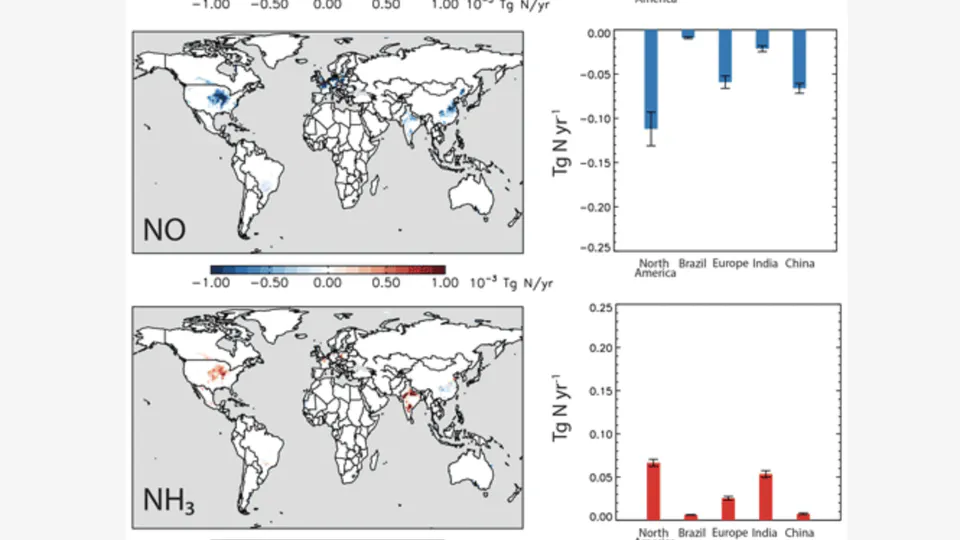 −1.00 −0.50 0.00 0.50 1.00 10⁻³ Tg N/yr
America
NO
0.00
−0.05
−0.10
−0.15
−0.20
−0.25
Tg N yr⁻¹
North America Brazil Europe India China
−1.00 −0.50 0.00 0.50 1.00 10⁻³ Tg N/yr
NH₃
0.25
0.20
0.15
0.10
0.05
0.00
Tg N yr⁻¹
North Brazil Europe India China